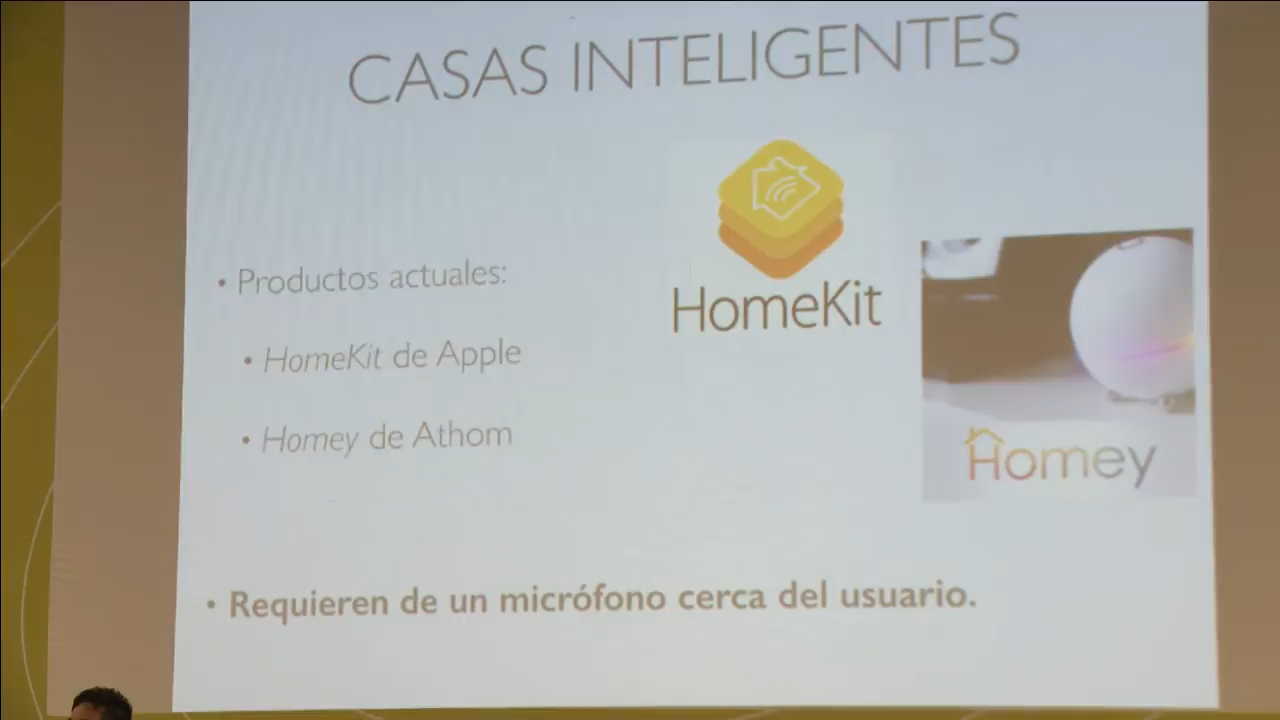 CASAS INTELIGENTES
HomeKit
• Productos actuales:
• HomeKit de Apple
• Homey de Athom
Homey
• Requieren de un micrófono cerca del usuario.